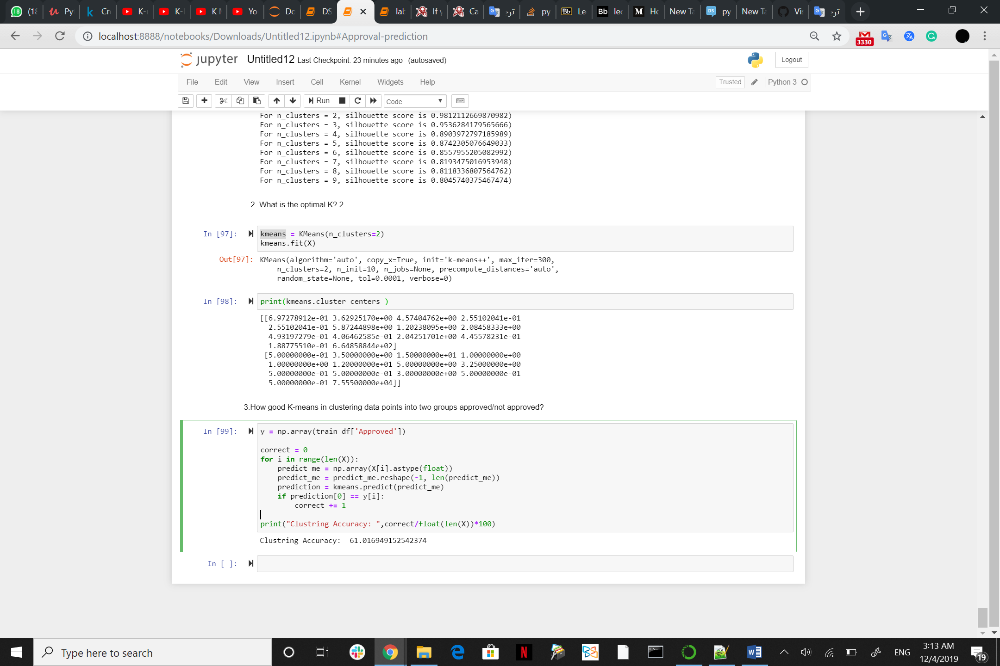 (18
Py
Cr
K-
K-I
K M
Yo
Do
DS
lab
If y
Ca
تر
py
Bb Le
Bb lec
M Ho
New Ta
DS py
New Ta
Vi
تر
localhost:8888/notebooks/Downloads/Untitled12.ipynb#Approval-prediction
3330
jupyter Untitled12 Last Checkpoint: 23 minutes ago (autosaved)
Logout
File Edit View Insert Cell Kernel Widgets Help
Trusted Python 3
Run Code
For n_clusters = 2, silhouette score is 0.9812112669870982)
For n_clusters = 3, silhouette score is 0.9536284179565666)
For n_clusters = 4, silhouette score is 0.8903972797185989)
For n_clusters = 5, silhouette score is 0.8742305076649033)
For n_clusters = 6, silhouette score is 0.8557955205082992)
For n_clusters = 7, silhouette score is 0.8193475016953948)
For n_clusters = 8, silhouette score is 0.8118336807564762)
For n_clusters = 9, silhouette score is 0.8045740375467474)
2. What is the optimal K? 2
In [97]: kmeans = KMeans(n_clusters=2)
kmeans.fit(X)
Out[97]: KMeans(algorithm='auto', copy_x=True, init='k-means++', max_iter=300,
n_clusters=2, n_init=10, n_jobs=None, precompute_distances='auto',
random_state=None, tol=0.0001, verbose=0)
In [98]: print(kmeans.cluster_centers_)
[[6.97278912e-01 3.62925170e+00 4.57404762e+00 2.55102041e-01
2.55102041e-01 5.87244898e+00 1.20238095e+00 2.08458333e+00
4.93197279e-01 4.06462585e-01 2.04251701e+00 4.45578231e-01
1.88775510e-01 6.64858844e+02]
[5.00000000e-01 3.50000000e+00 1.50000000e+01 1.00000000e+00
1.00000000e+00 1.20000000e+01 5.00000000e+00 3.25000000e+00
5.00000000e-01 5.00000000e-01 3.00000000e+00 5.00000000e-01
5.00000000e-01 7.55500000e+04]]
3.How good K-means in clustering data points into two groups approved/not approved?
In [99]: y = np.array(train_df['Approved'])
correct = 0
for i in range(len(X)):
predict_me = np.array(X[i].astype(float))
predict_me = predict_me.reshape(-1, len(predict_me))
prediction = kmeans.predict(predict_me)
if prediction[0] == y[i]:
correct += 1
print("Clustring Accuracy: ",correct/float(len(X))*100)
Clustring Accuracy:  61.016949152542374
In [ ]:
Type here to search
ENG
3:13 AM
12/4/2019
19